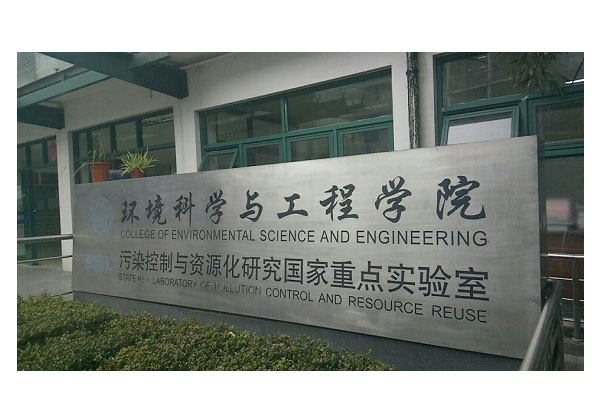 环境科学与工程学院
COLLEGE OF ENVIRONMENTAL SCIENCE AND ENGINEERING
污染控制与资源化研究国家重点实验室
STATE KEY LABORATORY OF POLLUTION CONTROL AND RESOURCE REUSE